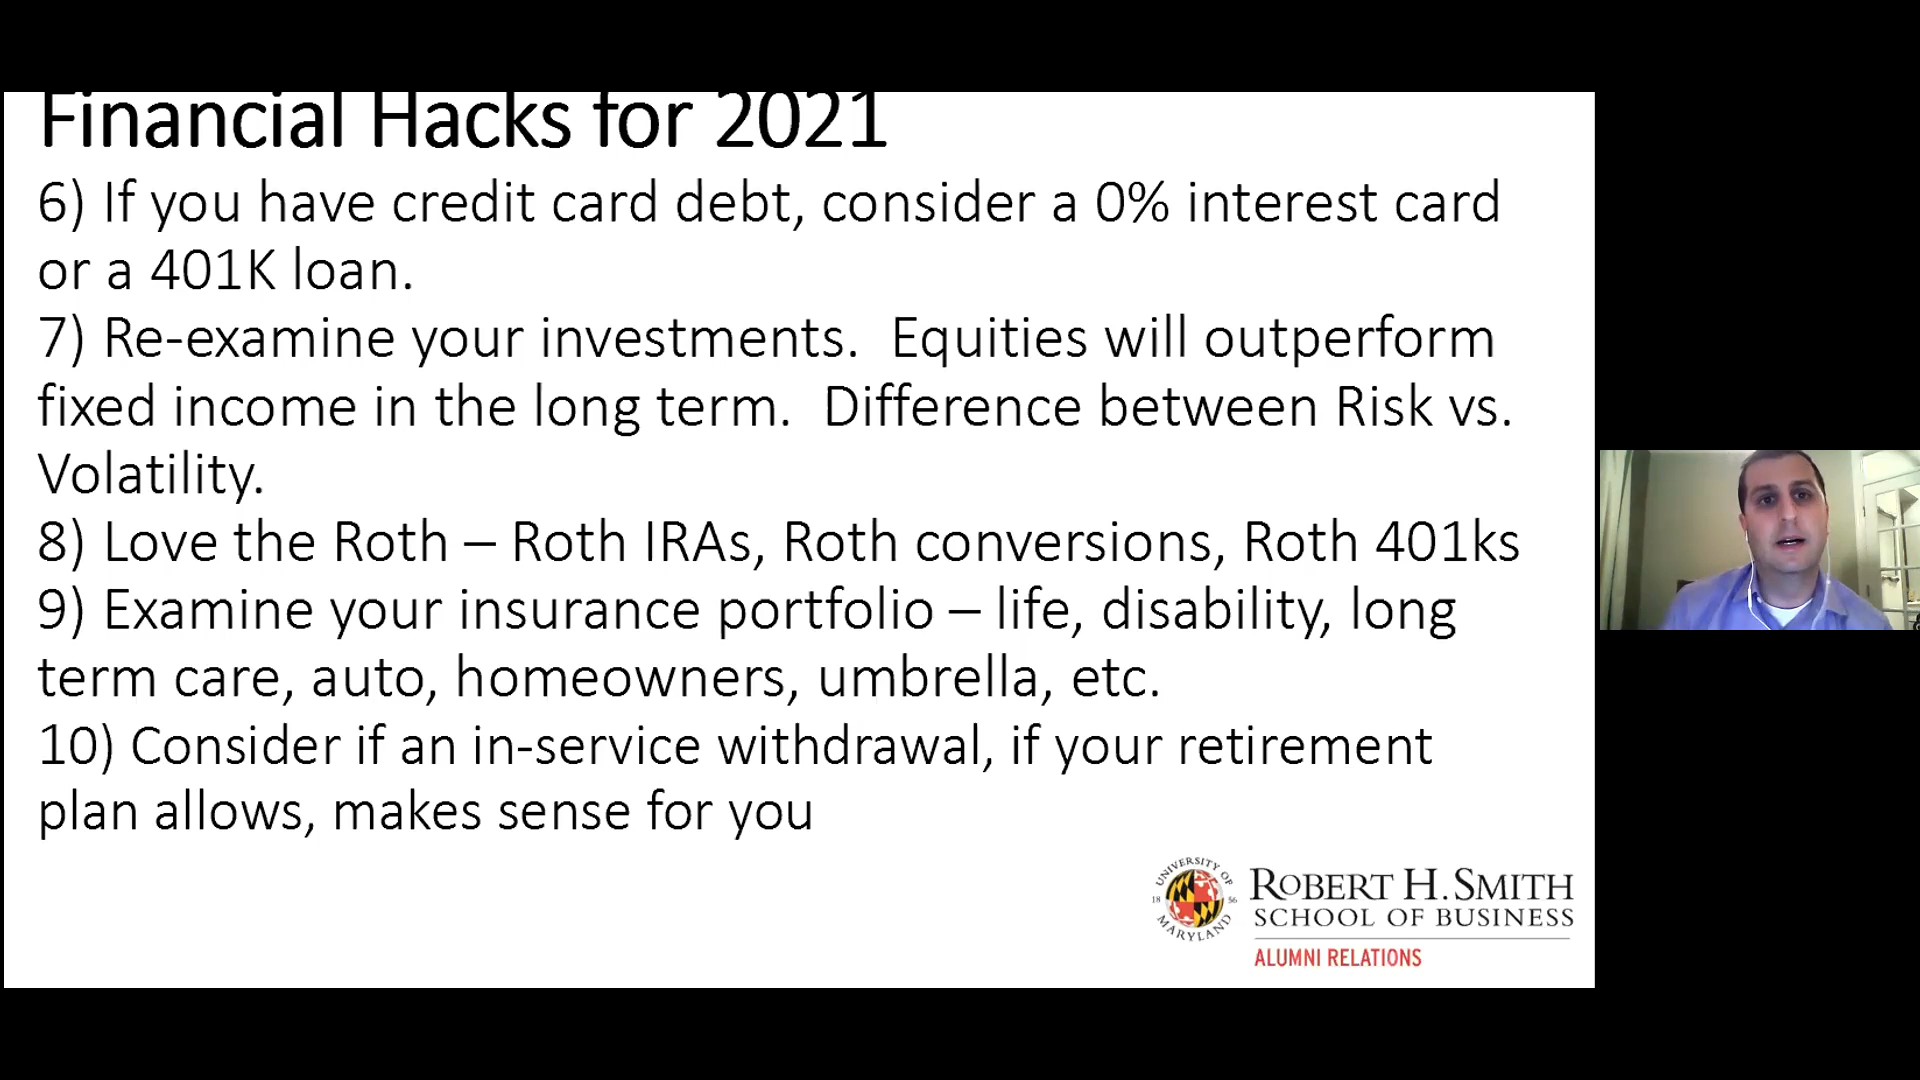 Financial Hacks for 2021
6) If you have credit card debt, consider a 0% interest card
or a 401K loan.
7) Re-examine your investments.  Equities will outperform
fixed income in the long term.  Difference between Risk vs.
Volatility.
8) Love the Roth – Roth IRAs, Roth conversions, Roth 401ks
9) Examine your insurance portfolio – life, disability, long
term care, auto, homeowners, umbrella, etc.
10) Consider if an in-service withdrawal, if your retirement
plan allows, makes sense for you
UNIVERSITY OF
18 56
MARYLAND
ROBERT H. SMITH
SCHOOL OF BUSINESS
ALUMNI RELATIONS